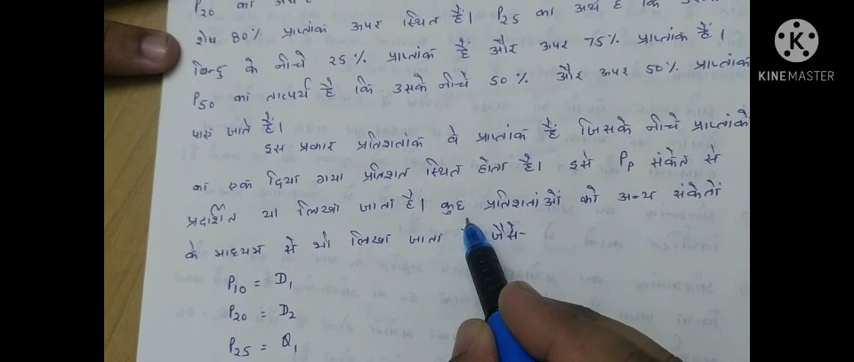 P20 का अर्थ
शेष 80% प्राप्तांक ऊपर स्थित हैं। P25 का अर्थ है कि
बिन्दु के नीचे 25% प्राप्तांक हैं और ऊपर 75% प्राप्तांक हैं।
P50 का तात्पर्य है कि उसके नीचे 50% और ऊपर 50% प्राप्तांक
पाए जाते हैं।
इस प्रकार प्रतिशतांक वे प्राप्तांक हैं जिसके नीचे प्राप्तांको
का एक दिया गया प्रतिशत स्थित होता है। इसे Pp संकेत से
प्रदर्शित या लिखा जाता है। कुछ प्रतिशतांओं को अन्य संकेतों
के माध्यम से भी लिखा जाता जैसे-
P10 = D1
P20 = D2
P25 = Q1
KINEMASTER